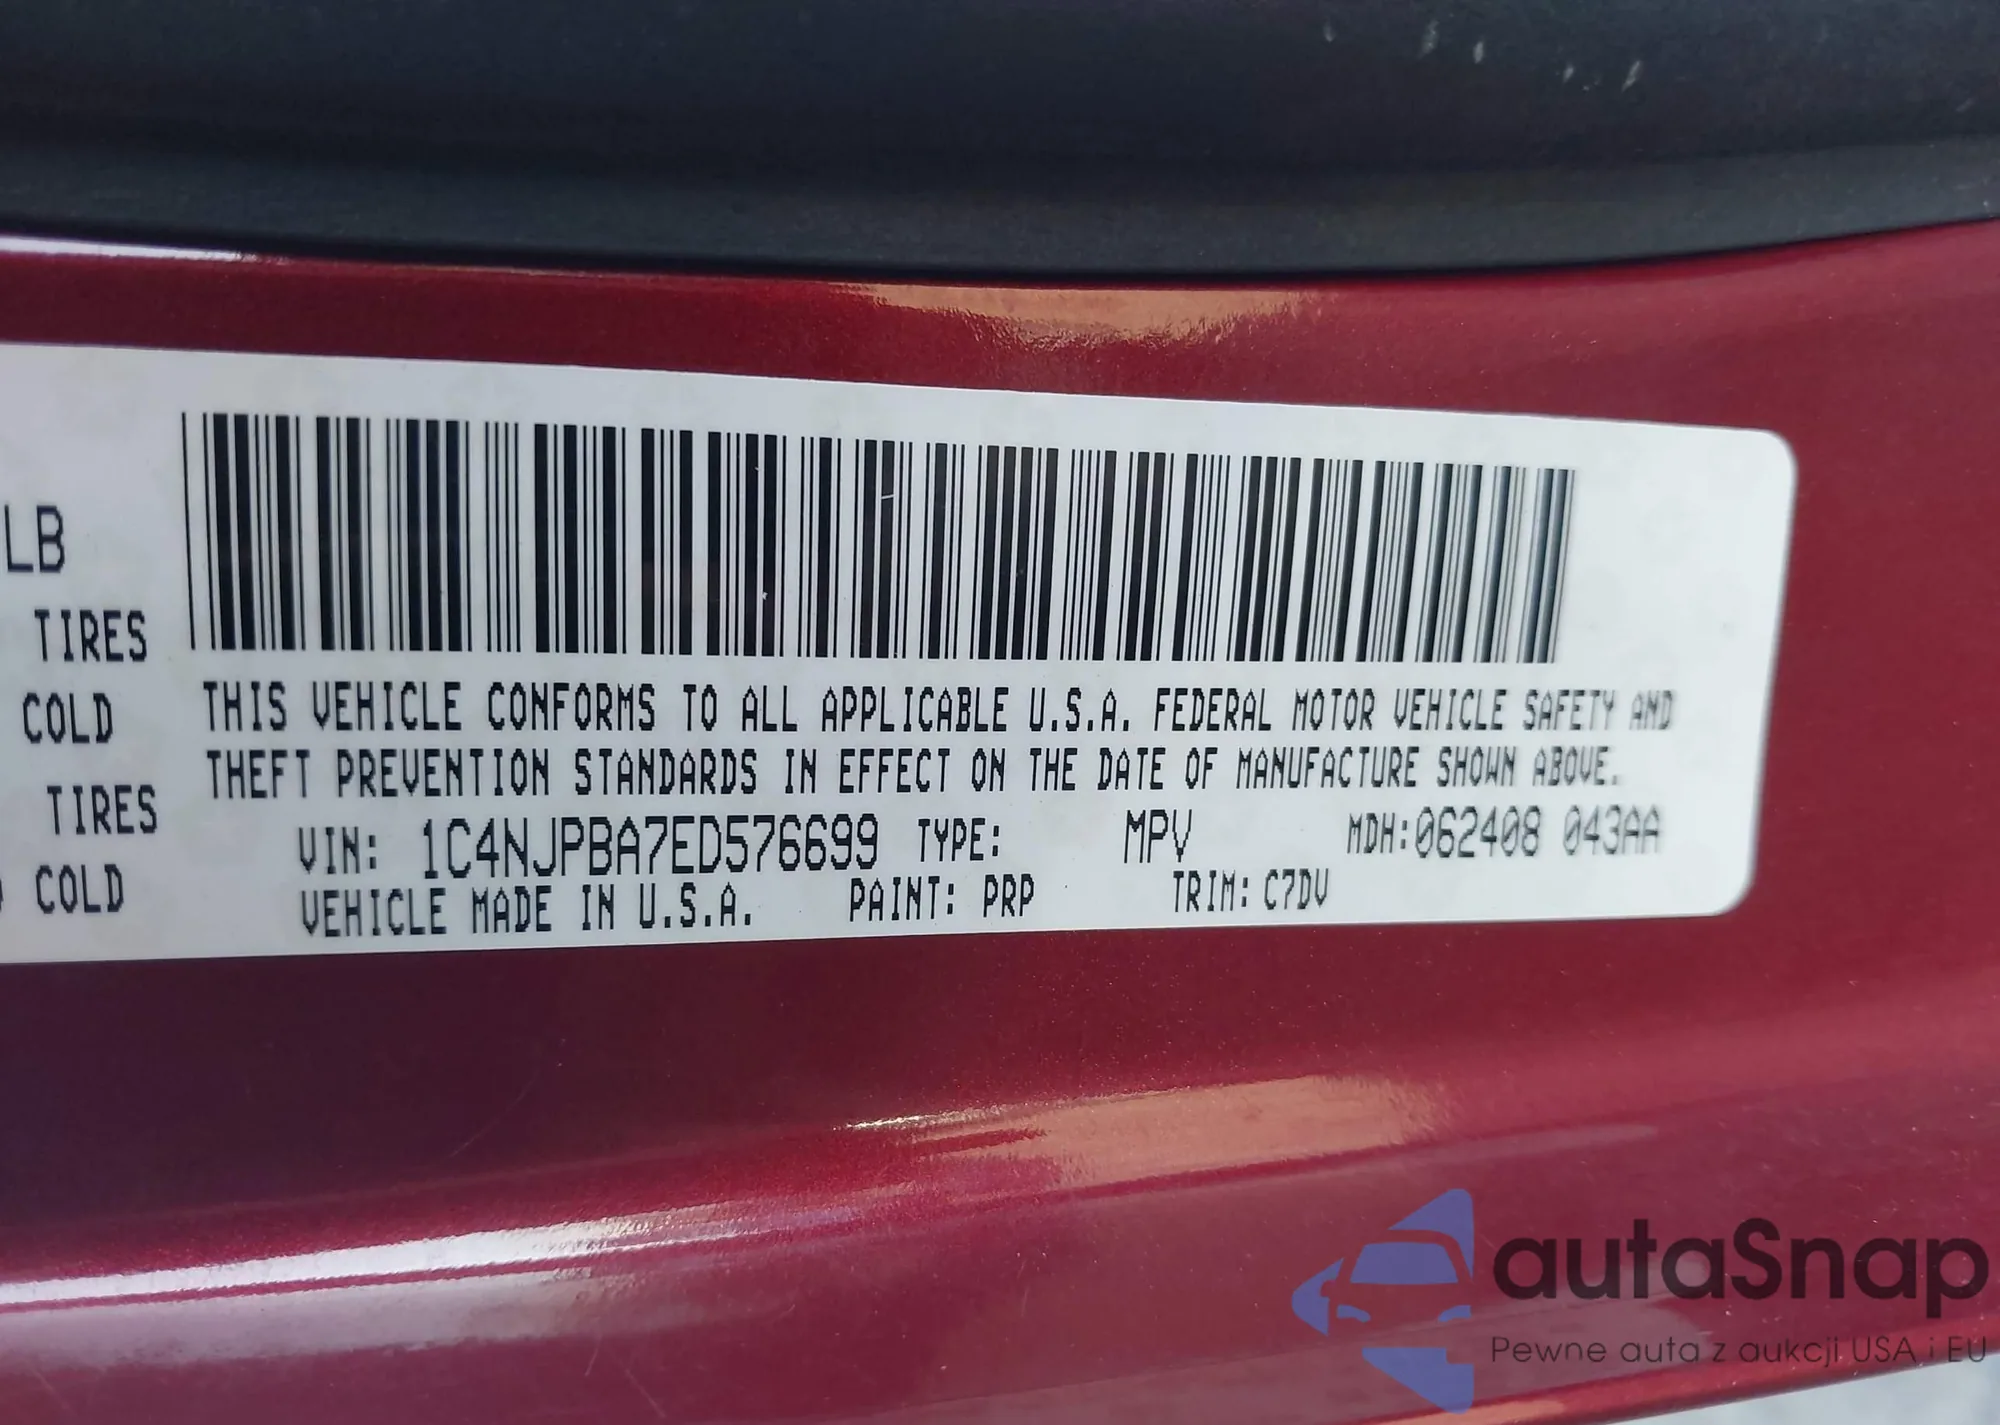 LB
TIRES
COLD
TIRES
COLD
THIS VEHICLE CONFORMS TO ALL APPLICABLE U.S.A. FEDERAL MOTOR VEHICLE SAFETY AND
THEFT PREVENTION STANDARDS IN EFFECT ON THE DATE OF MANUFACTURE SHOWN ABOVE.
VIN: 1C4NJPBA7ED576699 TYPE: MPV MDH:062408 043AA
VEHICLE MADE IN U.S.A. PAINT: PRP TRIM: C7DV
autaSnap
Pewne auta z aukcji USA i EU